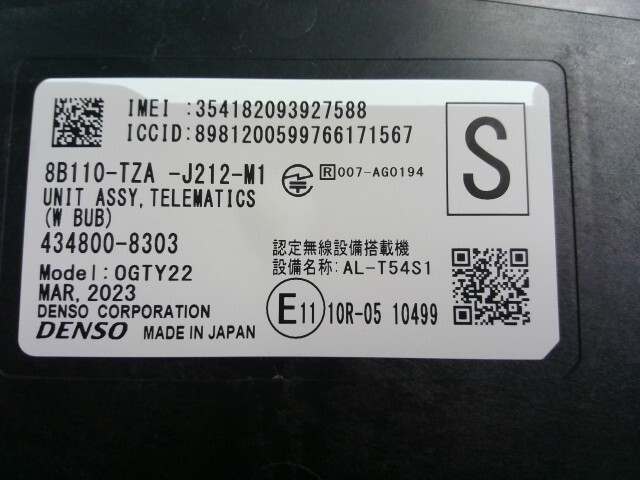 IMEI :354182093927588
ICCID:8981200599766171567
S
8B110-TZA -J212-M1
R 007-AG0194
UNIT ASSY, TELEMATICS
(W BUB)
434800-8303
認定無線設備搭載機
Model:OGTY22
設備名称: AL-T54S1
MAR, 2023
DENSO CORPORATION
E11 10R-05 10499
DENSO MADE IN JAPAN